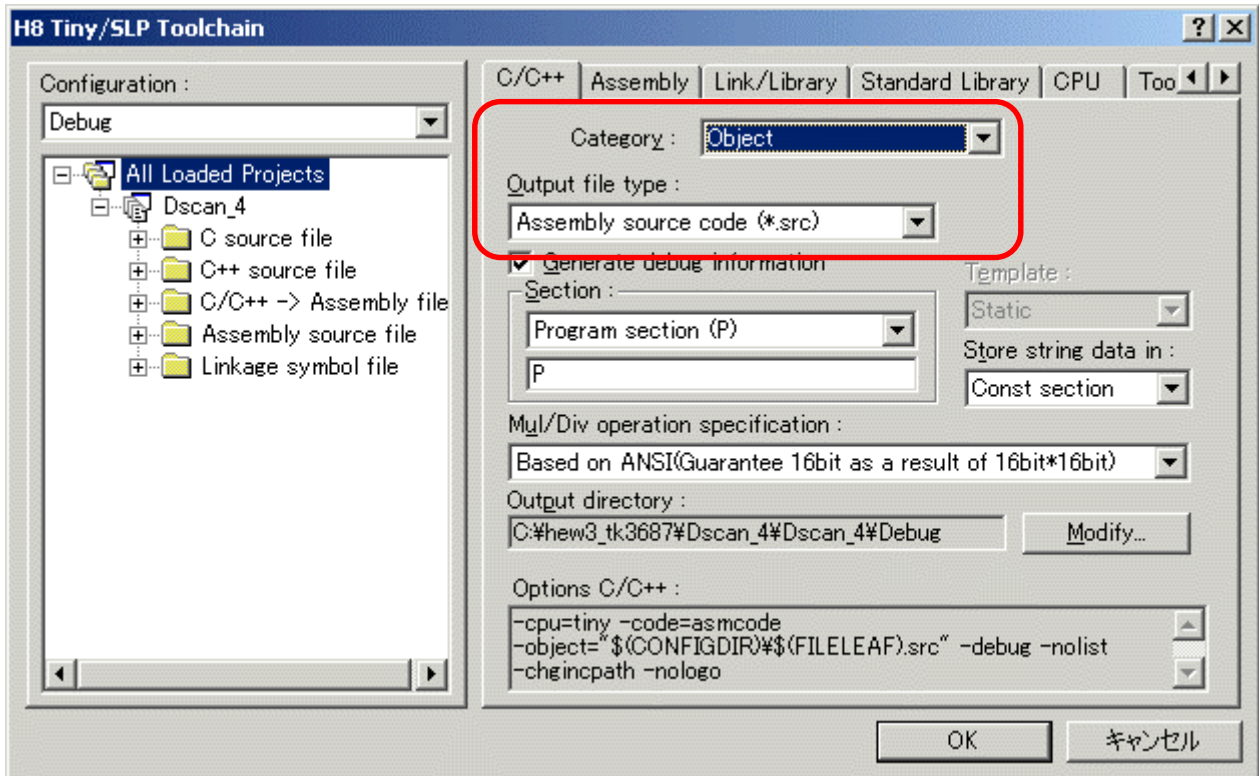 H8 Tiny/SLP Toolchain
Configuration :
Debug
All Loaded Projects
Dscan_4
C source file
C++ source file
C/C++ -> Assembly file
Assembly source file
Linkage symbol file
C/C++
Assembly
Link/Library
Standard Library
CPU
Too
Category :
Object
Output file type :
Assembly source code (*.src)
Generate debug information
Section :
Program section (P)
P
Template :
Static
Store string data in :
Const section
Mul/Div operation specification :
Based on ANSI(Guarantee 16bit as a result of 16bit*16bit)
Output directory :
C:¥hew3_tk3687¥Dscan_4¥Dscan_4¥Debug
Modify...
Options C/C++ :
-cpu=tiny -code=asmcode
-object="$(CONFIGDIR)¥$(FILELEAF).src" -debug -nolist
-chgincpath -nologo
OK
キャンセル